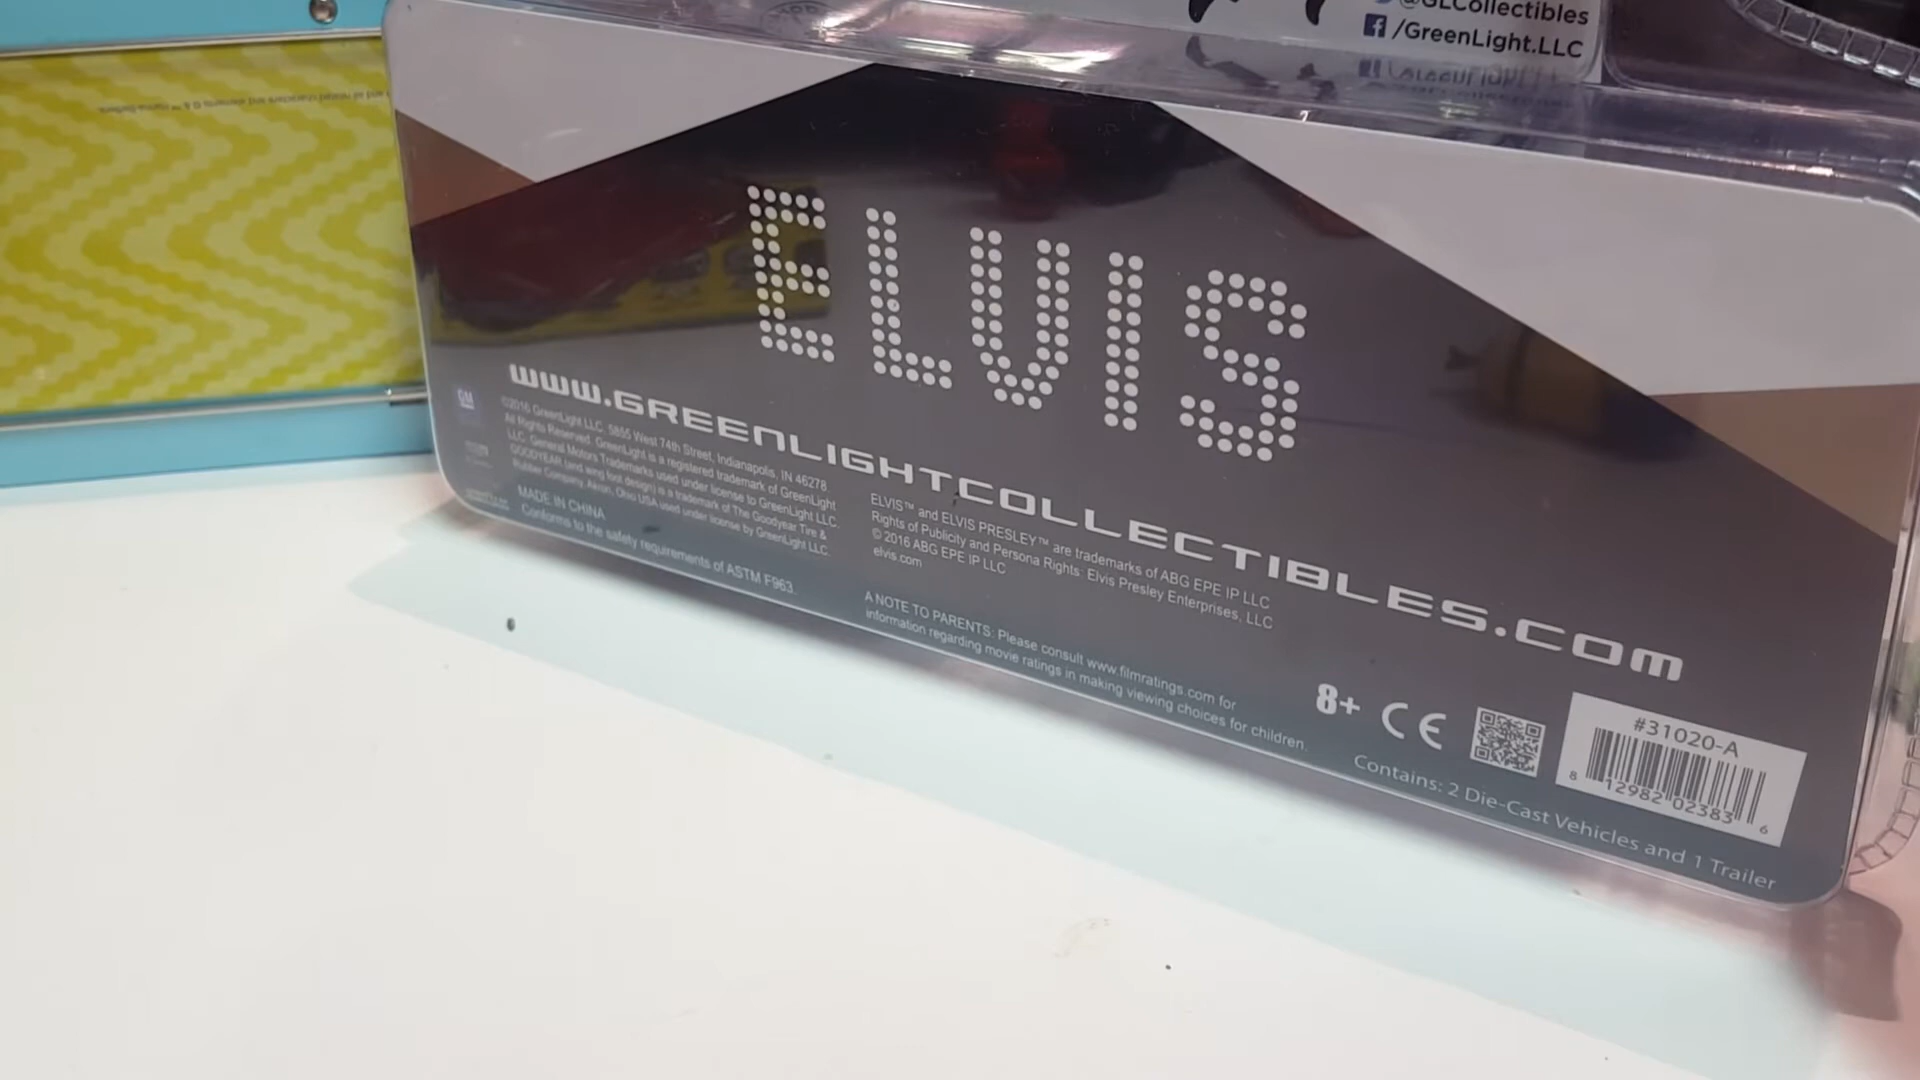 @GLCollectibles
/GreenLight.LLC
ELVIS
WWW.GREENLIGHTCOLLECTIBLES.COM
GM
©2016 GreenLight LLC. 5855 West 74th Street, Indianapolis, IN 46278
All Rights Reserved. GreenLight is a registered trademark of GreenLight
LLC. General Motors Trademarks used under license to GreenLight LLC.
GOODYEAR (and wing foot design) is a trademark of The Goodyear Tire &
Rubber Company, Akron, Ohio USA used under license by GreenLight LLC.
MADE IN CHINA
Conforms to the safety requirements of ASTM F963.
ELVIS™ and ELVIS PRESLEY™ are trademarks of ABG EPE IP LLC
Rights of Publicity and Persona Rights: Elvis Presley Enterprises, LLC
© 2016 ABG EPE IP LLC
elvis.com
A NOTE TO PARENTS: Please consult www.filmratings.com for
information regarding movie ratings in making viewing choices for children.
8+ CE
#31020-A
8 12982 02383 6
Contains: 2 Die-Cast Vehicles and 1 Trailer